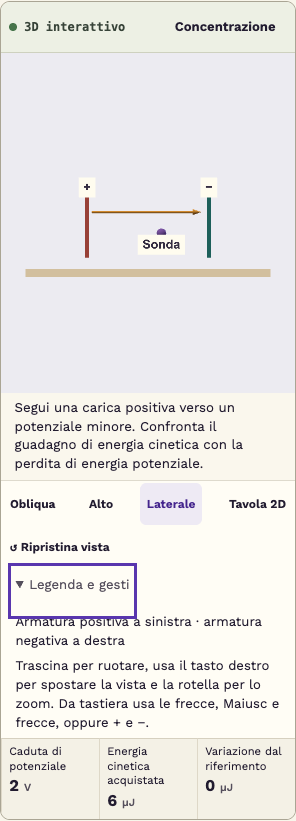 3D interattivo
Concentrazione
+
−
Sonda
Segui una carica positiva verso un
potenziale minore. Confronta il
guadagno di energia cinetica con la
perdita di energia potenziale.
Obliqua
Alto
Laterale
Tavola 2D
↺ Ripristina vista
▼ Legenda e gesti
Armatura positiva a sinistra · armatura
negativa a destra
Trascina per ruotare, usa il tasto destro
per spostare la vista e la rotella per lo
zoom. Da tastiera usa le frecce, Maiusc e
frecce, oppure + e −.
Caduta di
potenziale
2 V
Energia
cinetica
acquistata
6 μJ
Variazione dal
riferimento
0 μJ